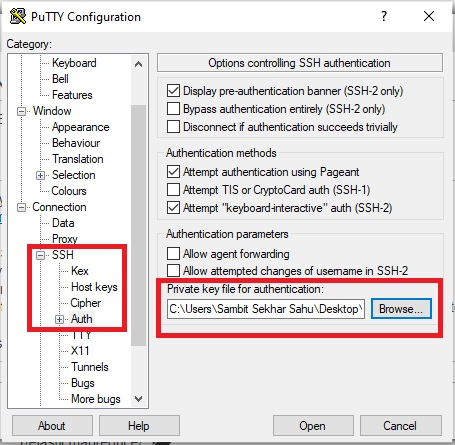 PuTTY Configuration
Category:
Keyboard
Bell
Features
Window
Appearance
Behaviour
Translation
Selection
Colours
Connection
Data
Proxy
SSH
Kex
Host keys
Cipher
Auth
TTY
X11
Tunnels
Bugs
More bugs
Options controlling SSH authentication
Display pre-authentication banner (SSH-2 only)
Bypass authentication entirely (SSH-2 only)
Disconnect if authentication succeeds trivially
Authentication methods
Attempt authentication using Pageant
Attempt TIS or CryptoCard auth (SSH-1)
Attempt "keyboard-interactive" auth (SSH-2)
Authentication parameters
Allow agent forwarding
Allow attempted changes of username in SSH-2
Private key file for authentication:
C:\Users\Sambit Sekhar Sahu\Desktop\
Browse...
About
Help
Open
Cancel